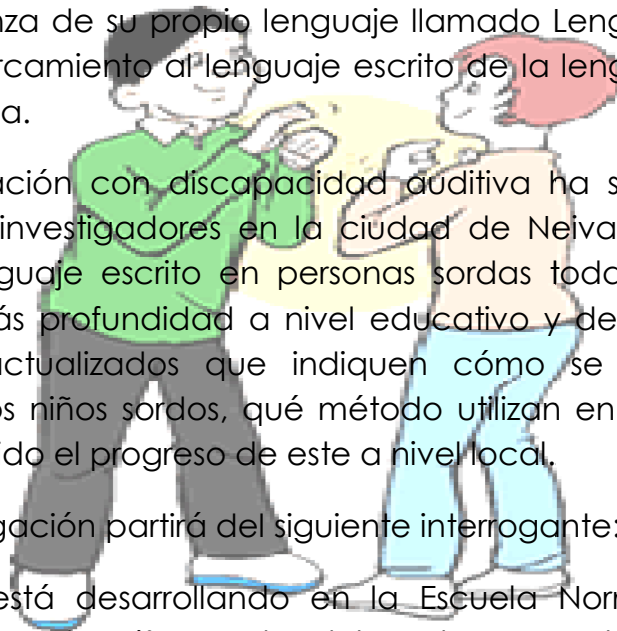 nza de su propio lenguaje llamado Leng
rcamiento al lenguaje escrito de la leng
a.
ación con discapacidad auditiva ha s
investigadores en la ciudad de Neiva
guaje escrito en personas sordas toda
ás profundidad a nivel educativo y de
actualizados que indiquen cómo se
os niños sordos, qué método utilizan en
ido el progreso de este a nivel local.
gación partirá del siguiente interrogante:
está desarrollando en la Escuela Norm